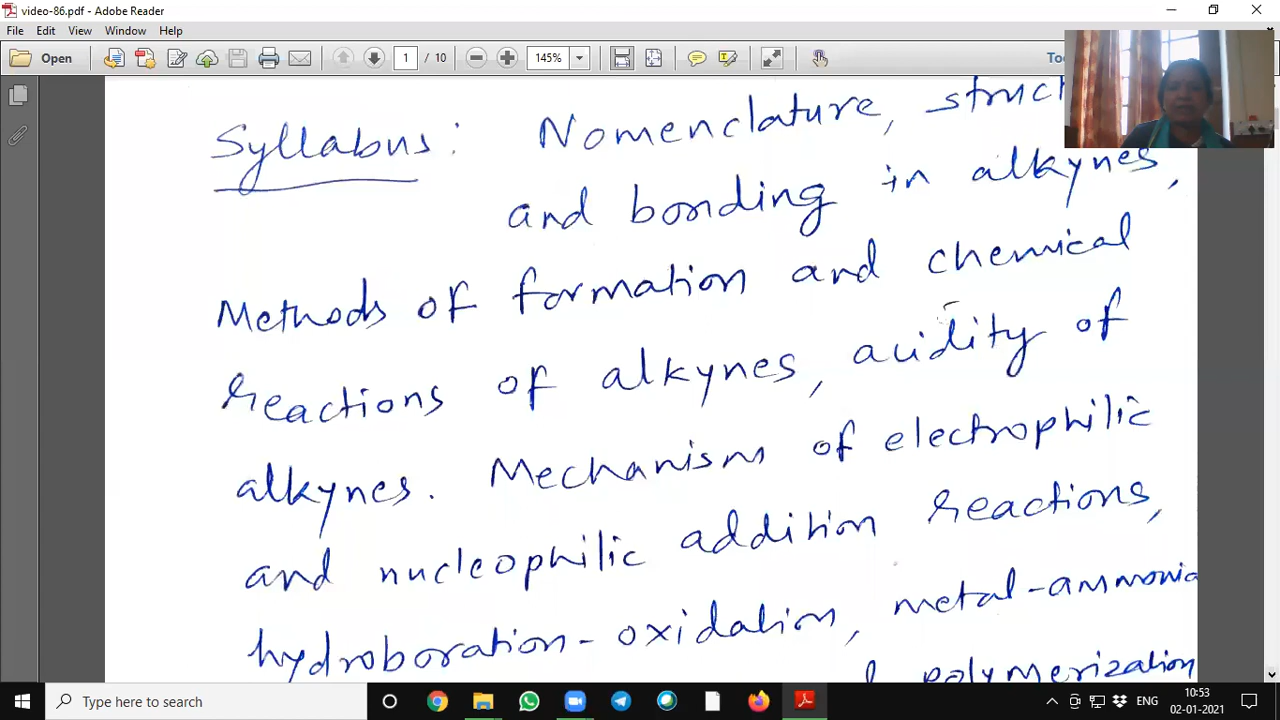 video-86.pdf - Adobe Reader
File Edit View Window Help
Open 1 / 10 145%
Syllabus: Nomenclature, struct
and bonding in alkynes,
Methods of formation and chemical
reactions of alkynes, acidity of
alkynes. Mechanism of electrophilic
and nucleophilic addition reactions,
hydroboration-oxidation, metal-ammonia
polymerization
Type here to search
ENG
10:53
02-01-2021